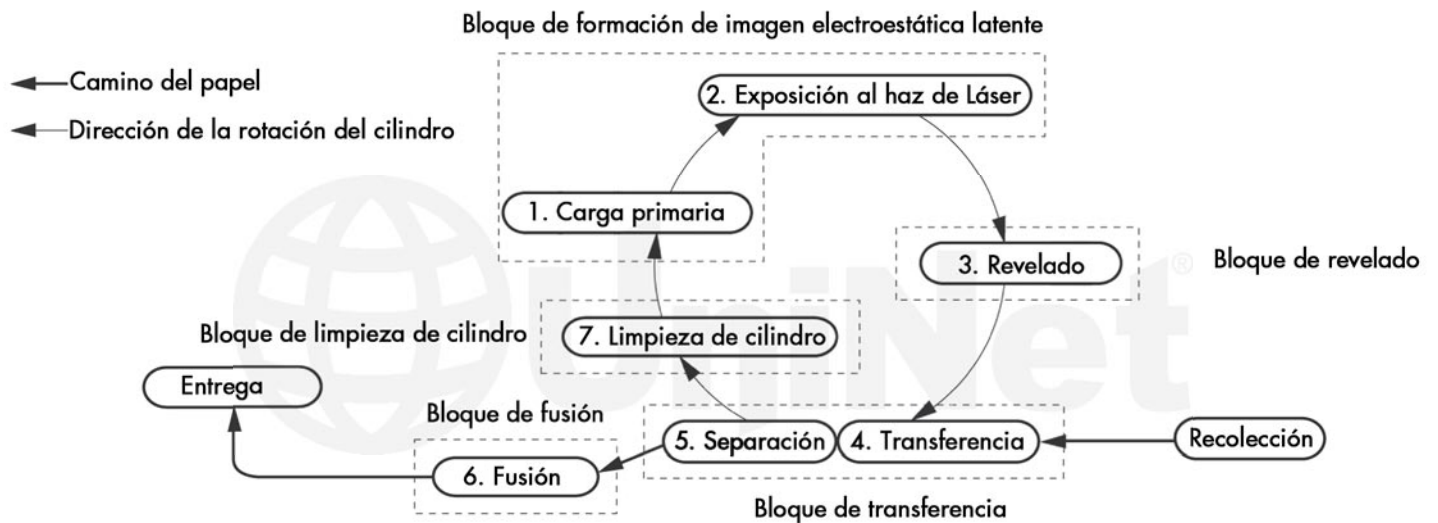 Bloque de formación de imagen electroestática latente
Camino del papel
Dirección de la rotación del cilindro
2. Exposición al haz de Láser
1. Carga primaria
3. Revelado
Bloque de revelado
Bloque de limpieza de cilindro
7. Limpieza de cilindro
Entrega
Bloque de fusión
5. Separación
4. Transferencia
Recolección
6. Fusión
Bloque de transferencia
UniNet®